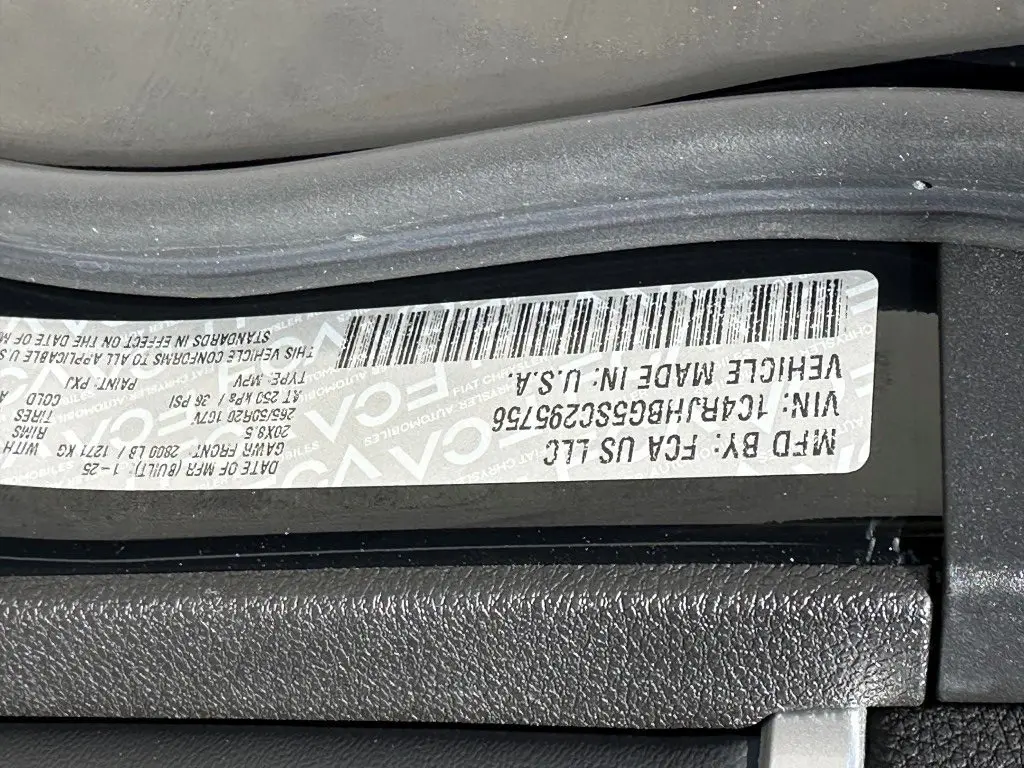 MFD BY: FCA US LLC
VIN: 1C4RJHBG5SC295756
VEHICLE MADE IN: U.S.A.
DATE OF MFR (BUILT): 1-25
GAWR FRONT: 2800 LB / 1271 KG WITH
20X9.5 RIMS
265/50R20 107V TIRES
AT 250 kPa / 36 PSI COLD
TYPE: MPV PAINT: PXJ
THIS VEHICLE CONFORMS TO ALL APPLICABLE U
STANDARDS IN EFFECT ON THE DATE OF